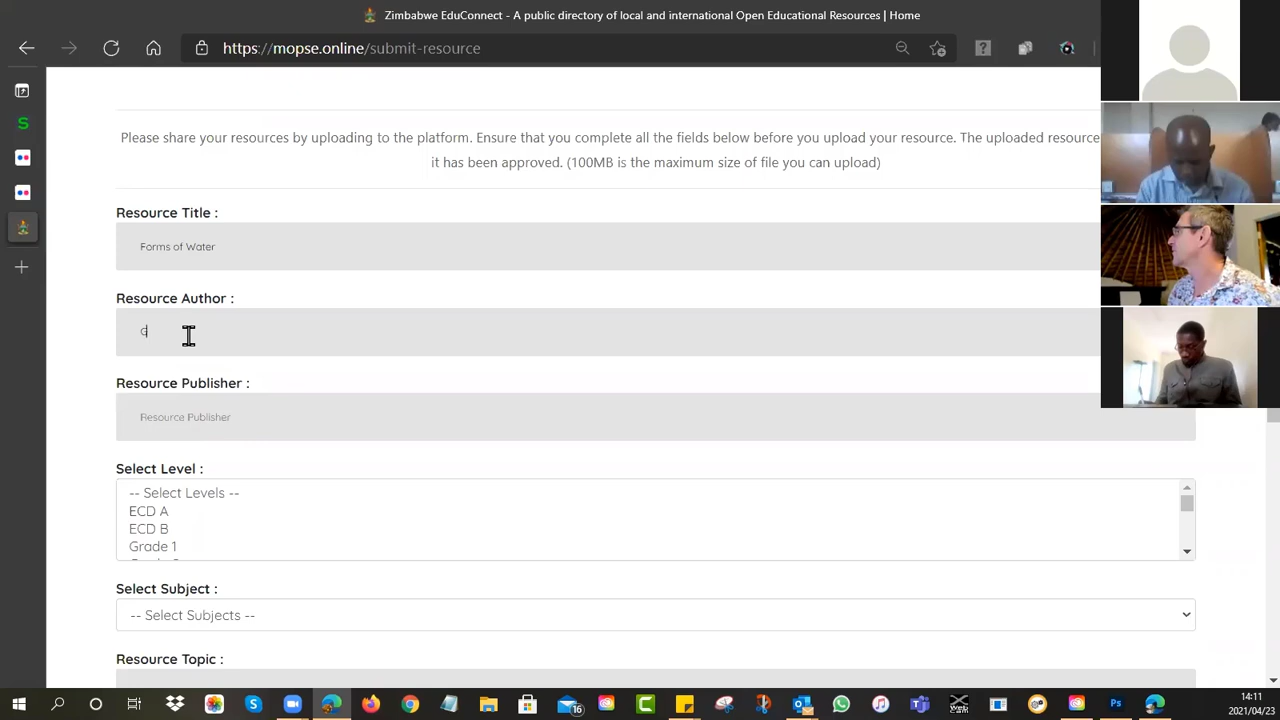 Zimbabwe EduConnect - A public directory of local and international Open Educational Resources | Home
https://mopse.online/submit-resource
Please share your resources by uploading to the platform. Ensure that you complete all the fields below before you upload your resource. The uploaded resource
it has been approved. (100MB is the maximum size of file you can upload)
Resource Title :
Forms of Water
Resource Author :
Resource Publisher :
Resource Publisher
Select Level :
-- Select Levels --
ECD A
ECD B
Grade 1
Select Subject :
-- Select Subjects --
Resource Topic :
16
14:11
2021/04/23